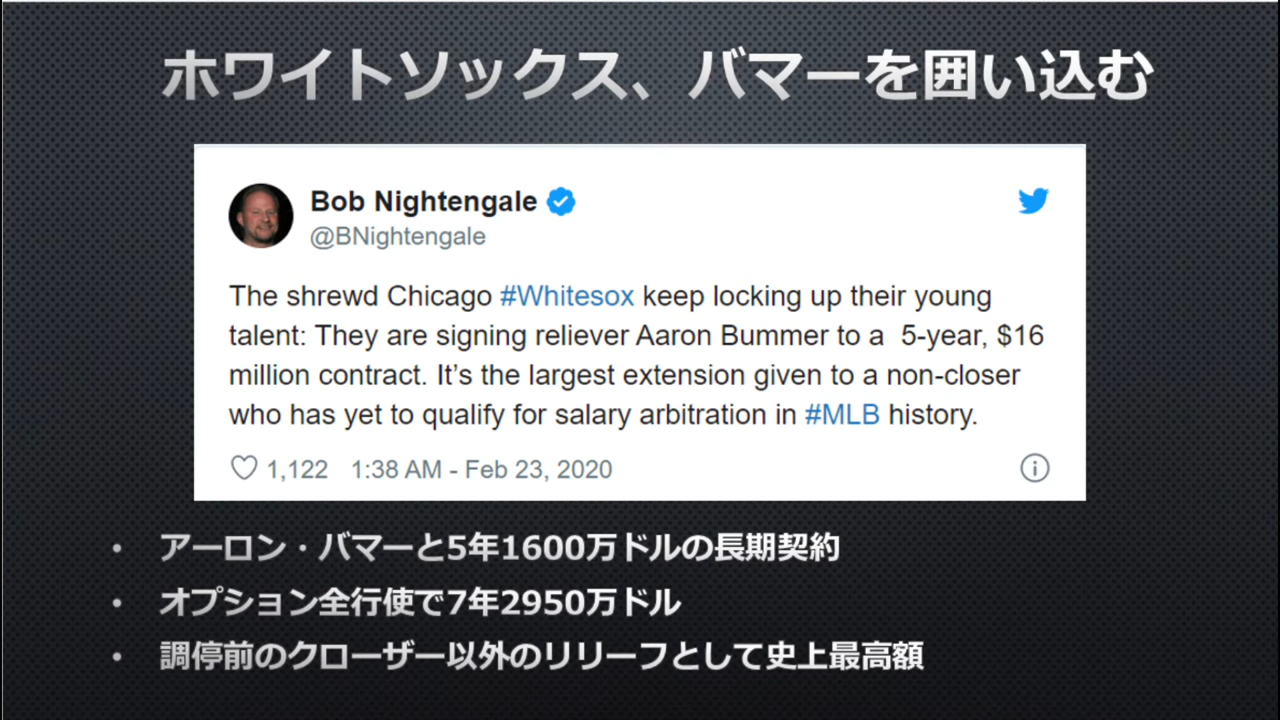 ホワイトソックス、バマーを囲い込む
Bob Nightengale
@BNightengale
The shrewd Chicago #Whitesox keep locking up their young
talent: They are signing reliever Aaron Bummer to a  5-year, $16
million contract. It’s the largest extension given to a non-closer
who has yet to qualify for salary arbitration in #MLB history.
1,122 1:38 AM - Feb 23, 2020
• アーロン・バマーと5年1600万ドルの長期契約
• オプション全行使で7年2950万ドル
• 調停前のクローザー以外のリリーフとして史上最高額